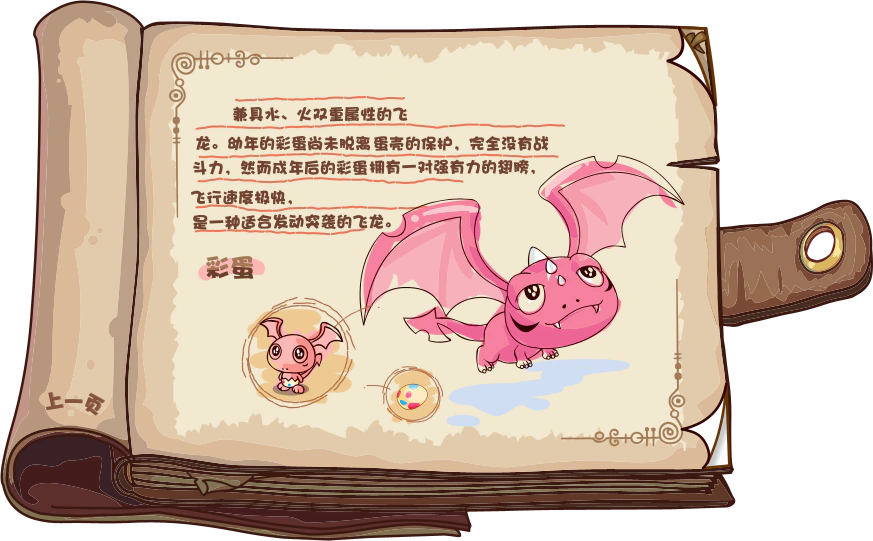 兼具水、火双重属性的飞
龙。幼年的彩蛋尚未脱离蛋壳的保护，完全没有战
斗力，然而成年后的彩蛋拥有一对强有力的翅膀，
飞行速度极快，
是一种适合发动突袭的飞龙。
彩蛋
上一页